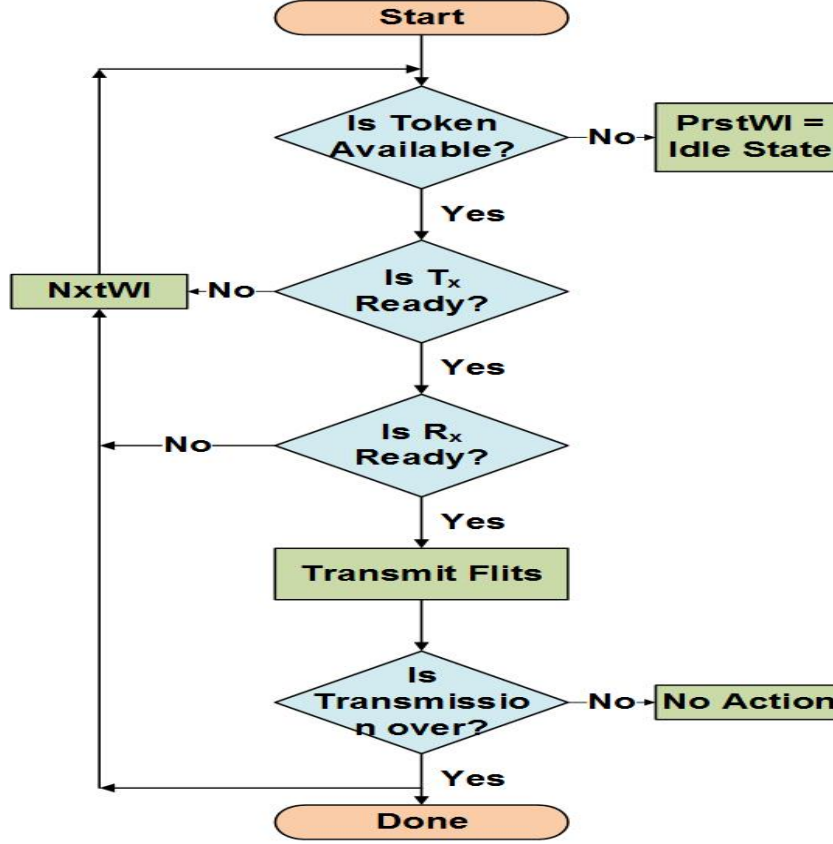 Start
Is Token
Available?
No
PrstWI =
Idle State
Yes
NxtWI
No
Is Tₓ
Ready?
Yes
No
Is Rₓ
Ready?
Yes
Transmit Flits
Is
Transmissio
n over?
No
No Action
Yes
Done